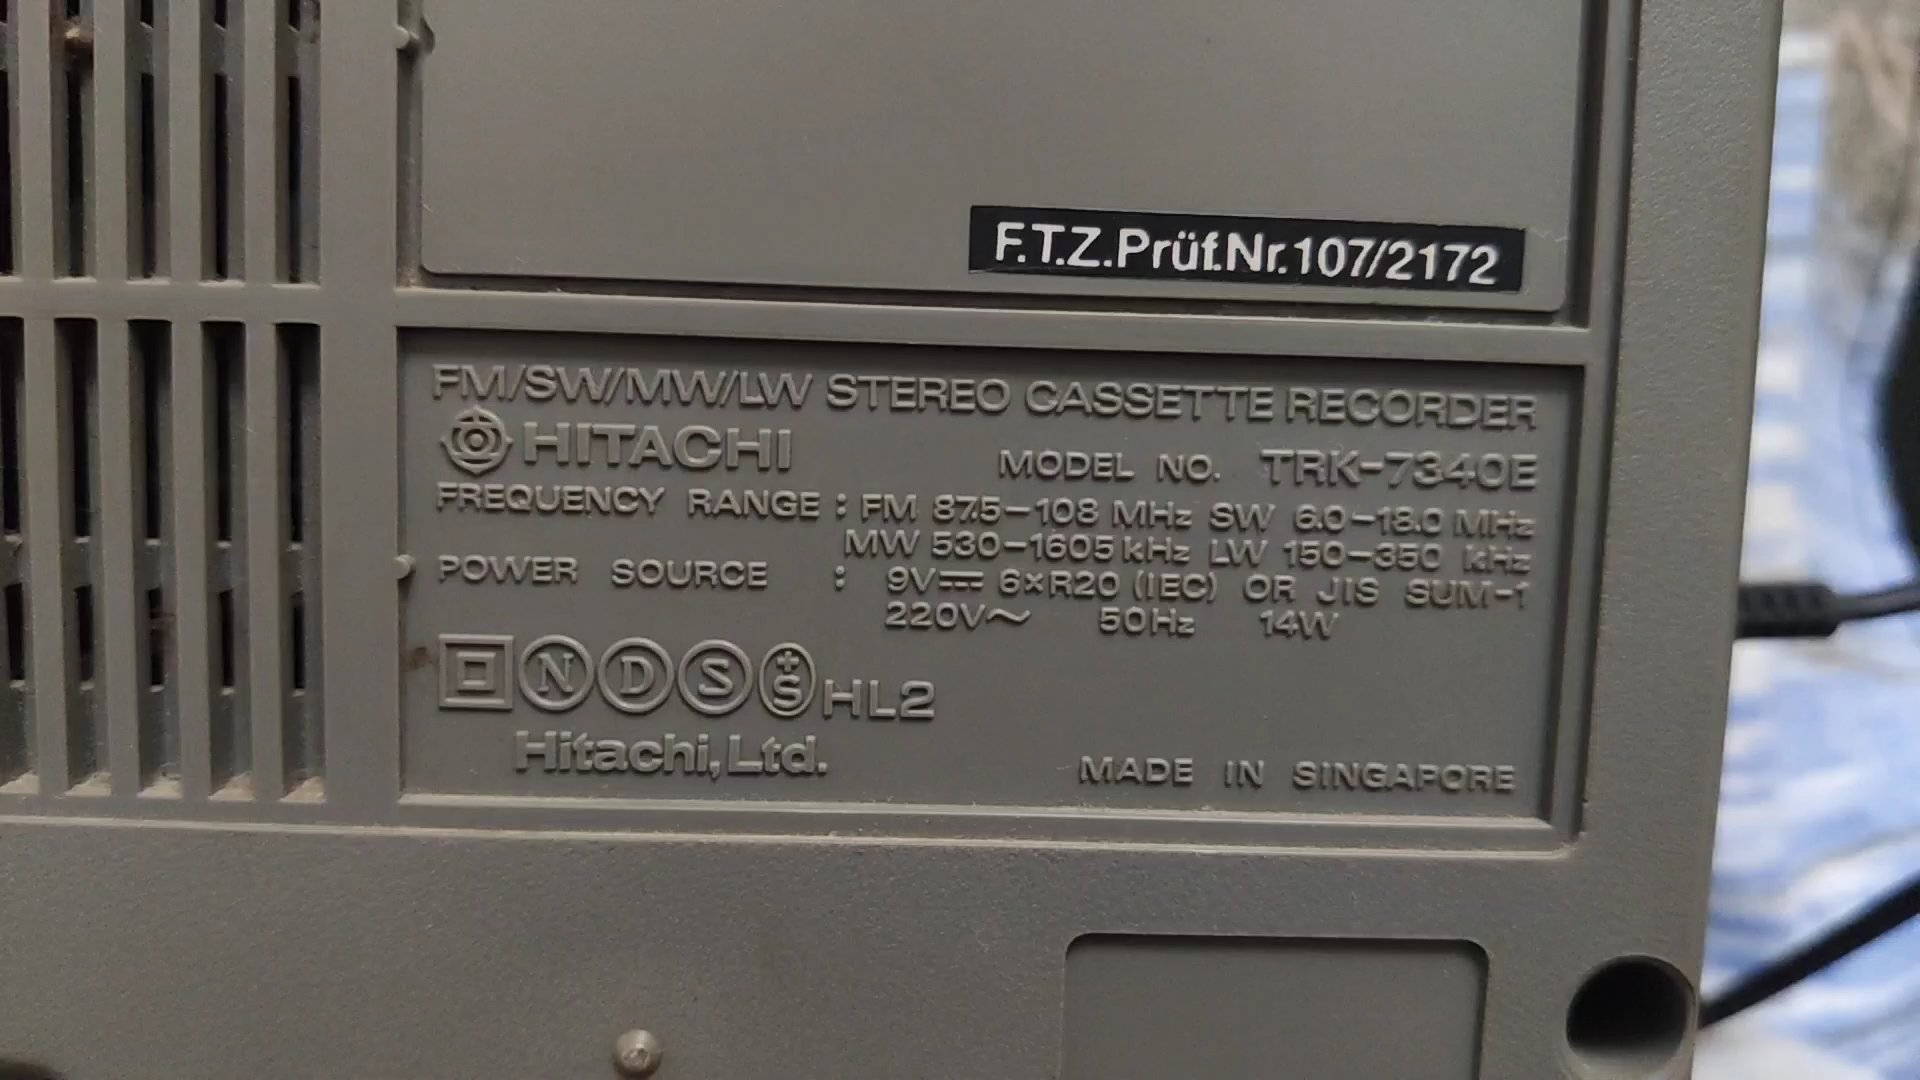 F.T.Z.Prüf.Nr.107/2172
FM/SW/MW/LW STEREO CASSETTE RECORDER
HITACHI MODEL NO. TRK-7340E
FREQUENCY RANGE : FM 87.5-108 MHz SW 6.0-18.0 MHz
MW 530-1605 kHz LW 150-350 kHz
POWER SOURCE : 9V⎓ 6×R20 (IEC) OR JIS SUM-1
220V~ 50Hz 14W
N D S +S HL2
Hitachi, Ltd.
MADE IN SINGAPORE